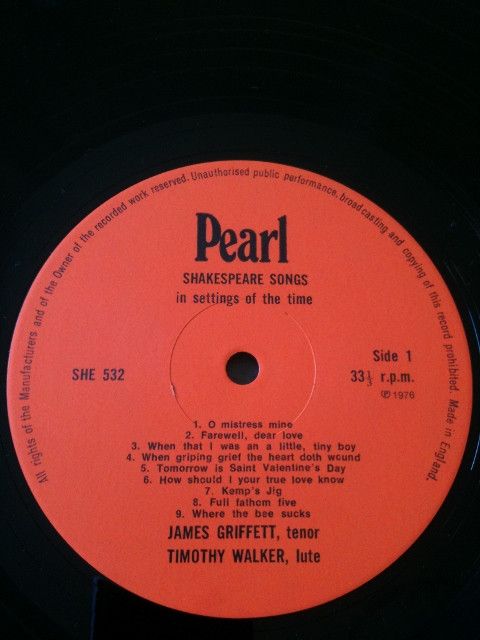 All rights of the Manufacturers and of the Owner of the recorded work reserved. Unauthorised public performance, broadcasting and copying of this record prohibited. Made in England.
Pearl
SHAKESPEARE SONGS
in settings of the time
Side 1
SHE 532
33⅓ r.p.m.
℗ 1976
1. O mistress mine
2. Farewell, dear love
3. When that I was an a little, tiny boy
4. When griping grief the heart doth wound
5. Tomorrow is Saint Valentine's Day
6. How should I your true love know
7. Kemp's Jig
8. Full fathom five
9. Where the bee sucks
JAMES GRIFFETT, tenor
TIMOTHY WALKER, lute